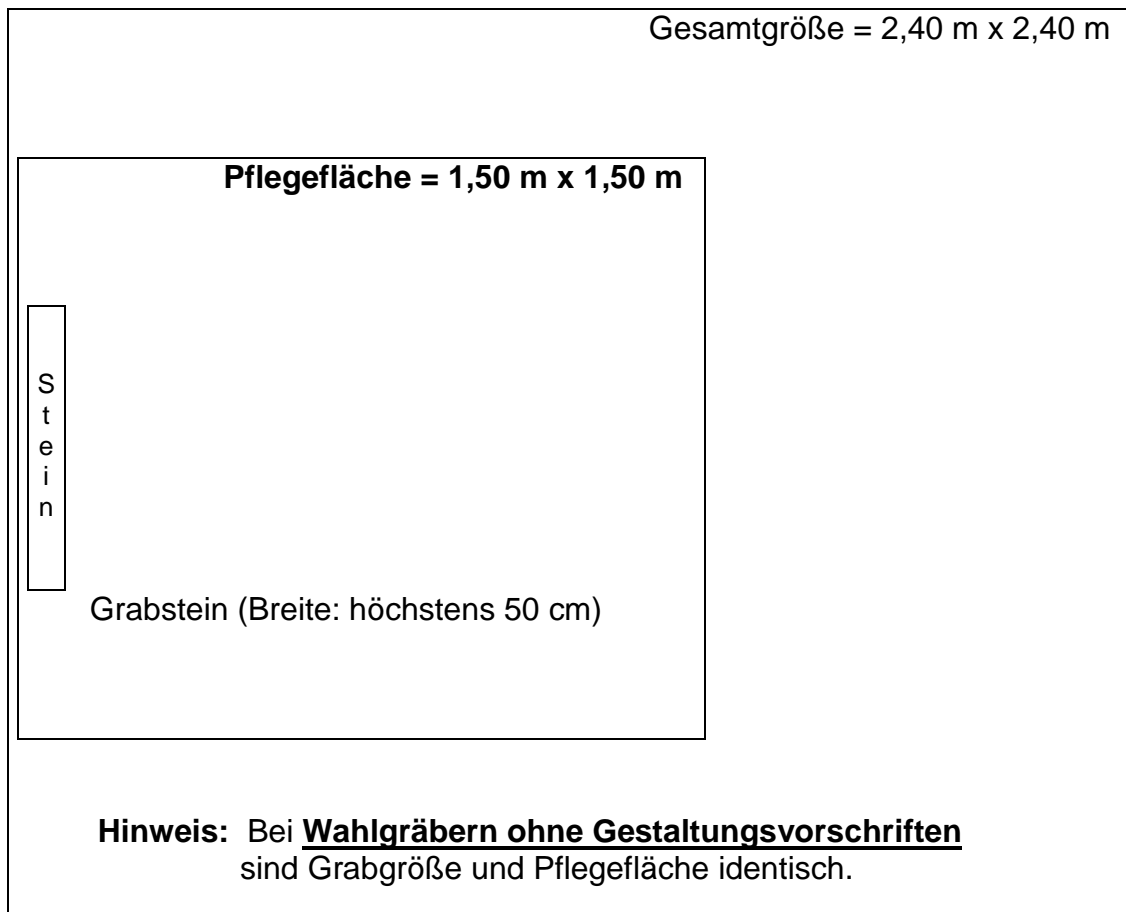 Gesamtgröße = 2,40 m x 2,40 m
Pflegefläche = 1,50 m x 1,50 m
S
t
e
i
n
Grabstein (Breite: höchstens 50 cm)
Hinweis: Bei Wahlgräbern ohne Gestaltungsvorschriften
sind Grabgröße und Pflegefläche identisch.